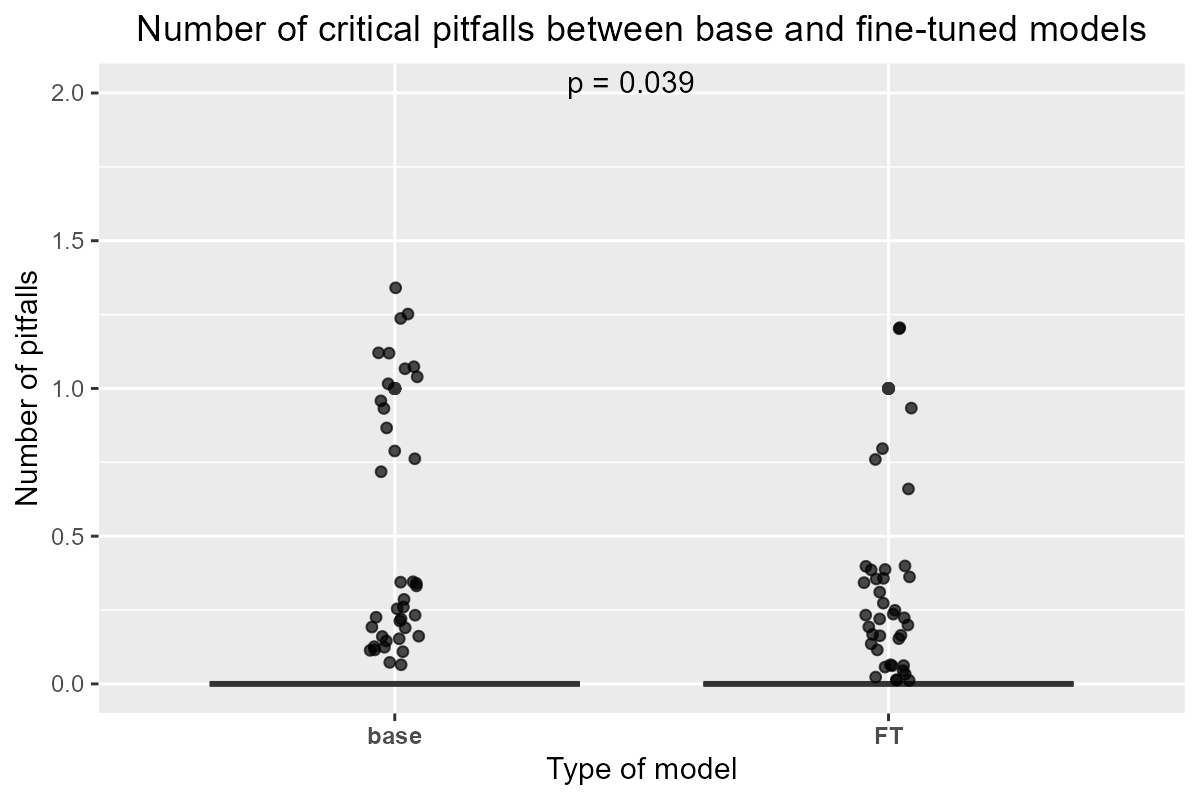 Number of critical pitfalls between base and fine-tuned models
p = 0.039
2.0
1.5
1.0
0.5
0.0
Number of pitfalls
base
FT
Type of model